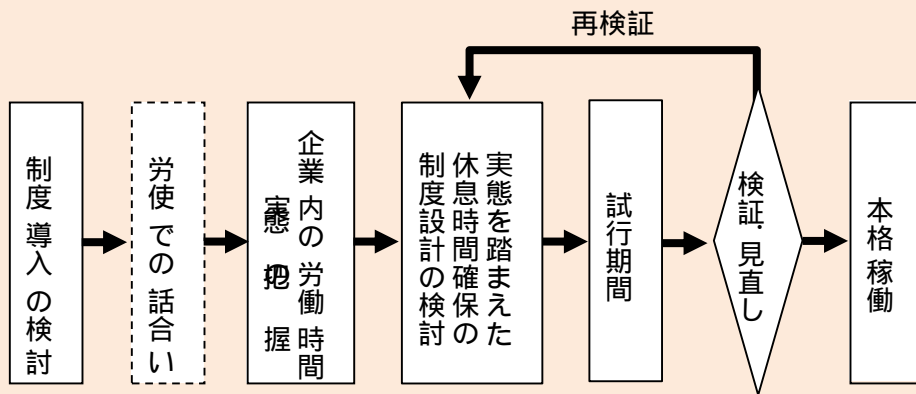 再検証
制度導入の検討
労使での話合い
企業内の労働時間
実態の把握
実態を踏まえた
休息時間確保の
制度設計の検討
試行期間
検証・見直し
本格稼働